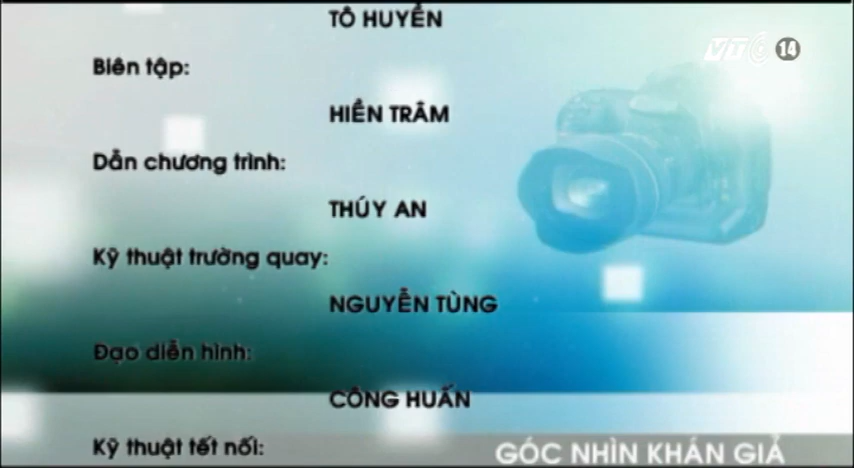 TÔ HUYỀN
VTC 14
Biên tập:
HIỀN TRÂM
Dẫn chương trình:
THÚY AN
Kỹ thuật trường quay:
NGUYỄN TÙNG
Đạo diễn hình:
CÔNG HUẤN
Kỹ thuật tết nối:
GÓC NHÌN KHÁN GIẢ